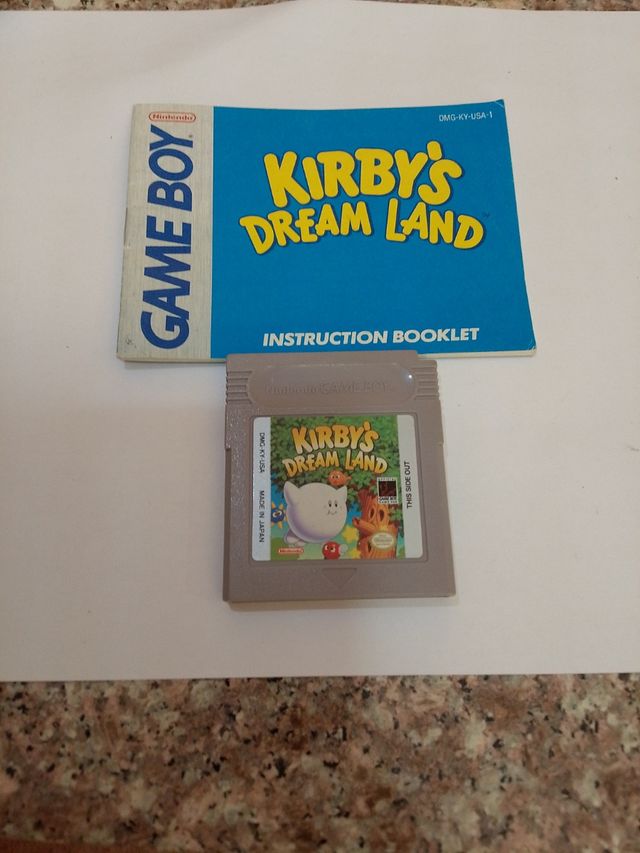 Nintendo
GAME BOY
DMG-KY-USA-1
KIRBY'S
DREAM LAND
TM
INSTRUCTION BOOKLET
Nintendo GAME BOY
KIRBY'S
DREAM LAND
DMG-KY-USA MADE IN JAPAN
THIS SIDE OUT
Nintendo